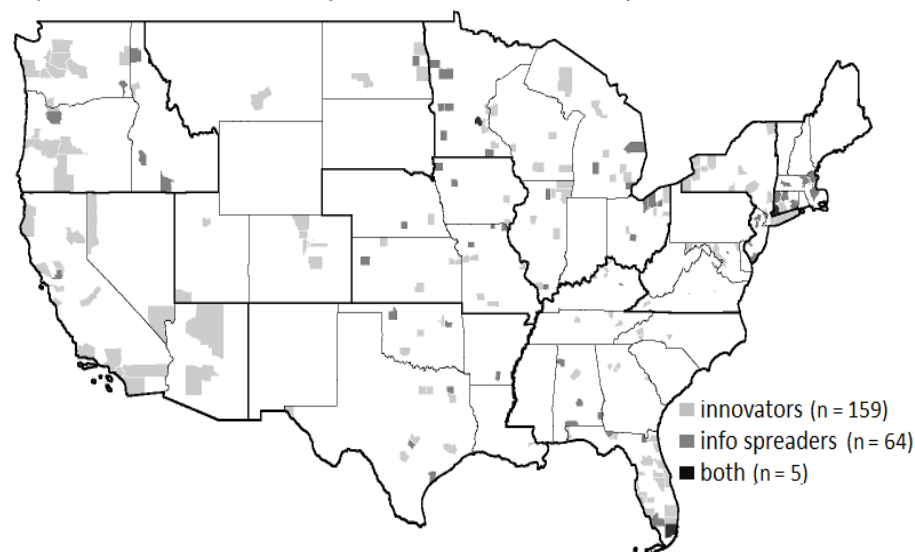 innovators (n = 159)
info spreaders (n = 64)
both (n = 5)